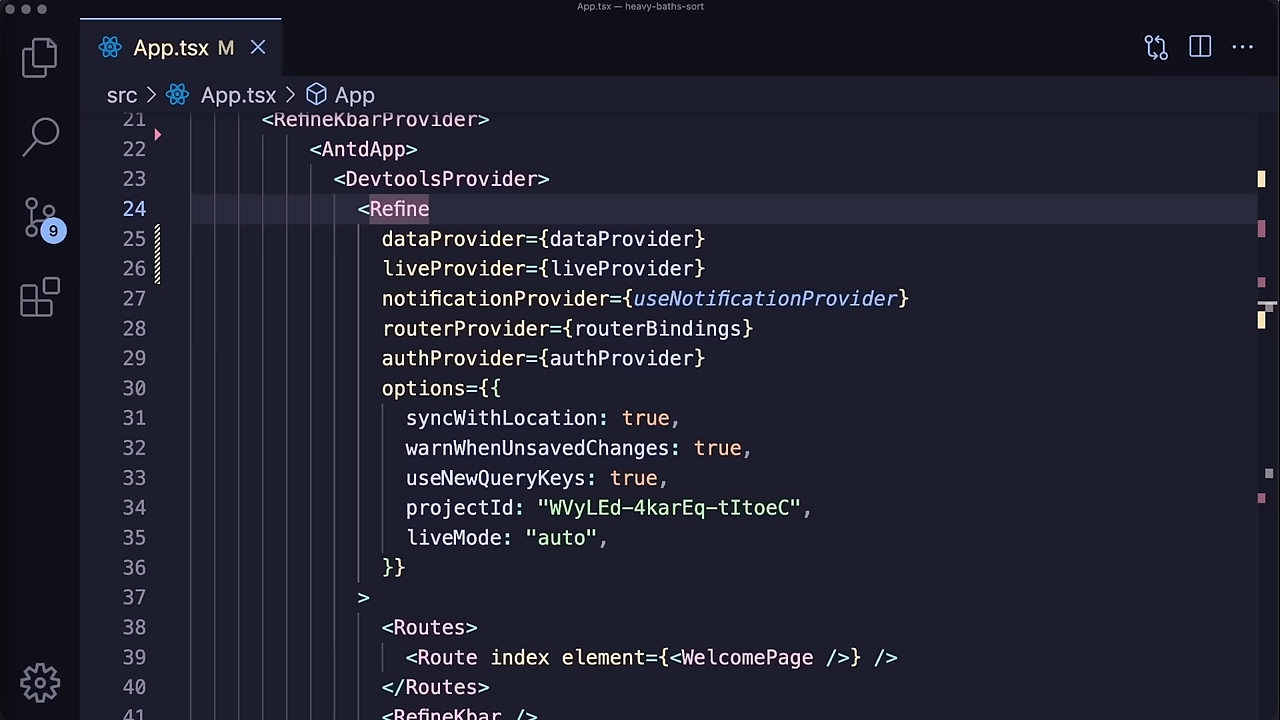 App.tsx — heavy-baths-sort
App.tsx M
src > App.tsx > App
21 <RefineKbarProvider>
22 <AntdApp>
23 <DevtoolsProvider>
24 <Refine
25 dataProvider={dataProvider}
26 liveProvider={liveProvider}
27 notificationProvider={useNotificationProvider}
28 routerProvider={routerBindings}
29 authProvider={authProvider}
30 options={{
31 syncWithLocation: true,
32 warnWhenUnsavedChanges: true,
33 useNewQueryKeys: true,
34 projectId: "WVyLEd-4karEq-tItoeC",
35 liveMode: "auto",
36 }}
37 >
38 <Routes>
39 <Route index element={<WelcomePage />} />
40 </Routes>
41 <RefineKbar />
9